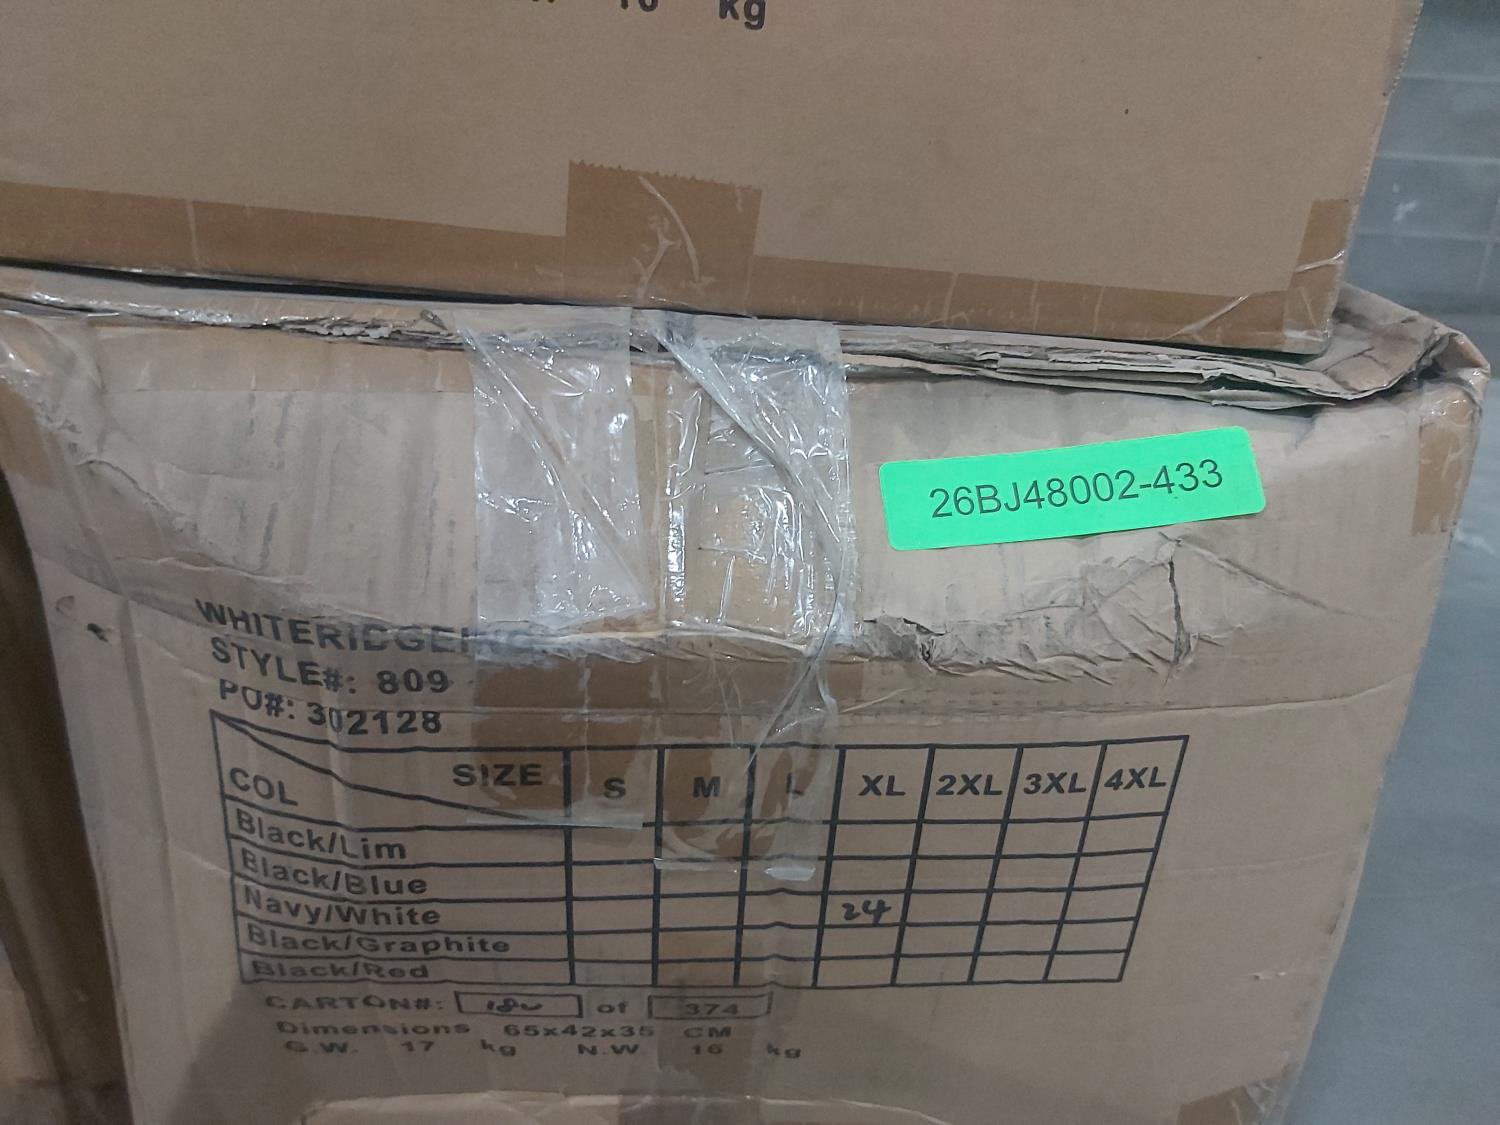 kg
26BJ48002-433
WHITERIDGE INC
STYLE#: 809
PO#: 302128
COL SIZE S M L XL 2XL 3XL 4XL
Black/Lim
Black/Blue
Navy/White 24
Black/Graphite
Black/Red
CARTON#: of 374
Dimensions 65x42x35 CM
G.W. 17 kg N.W 16 kg